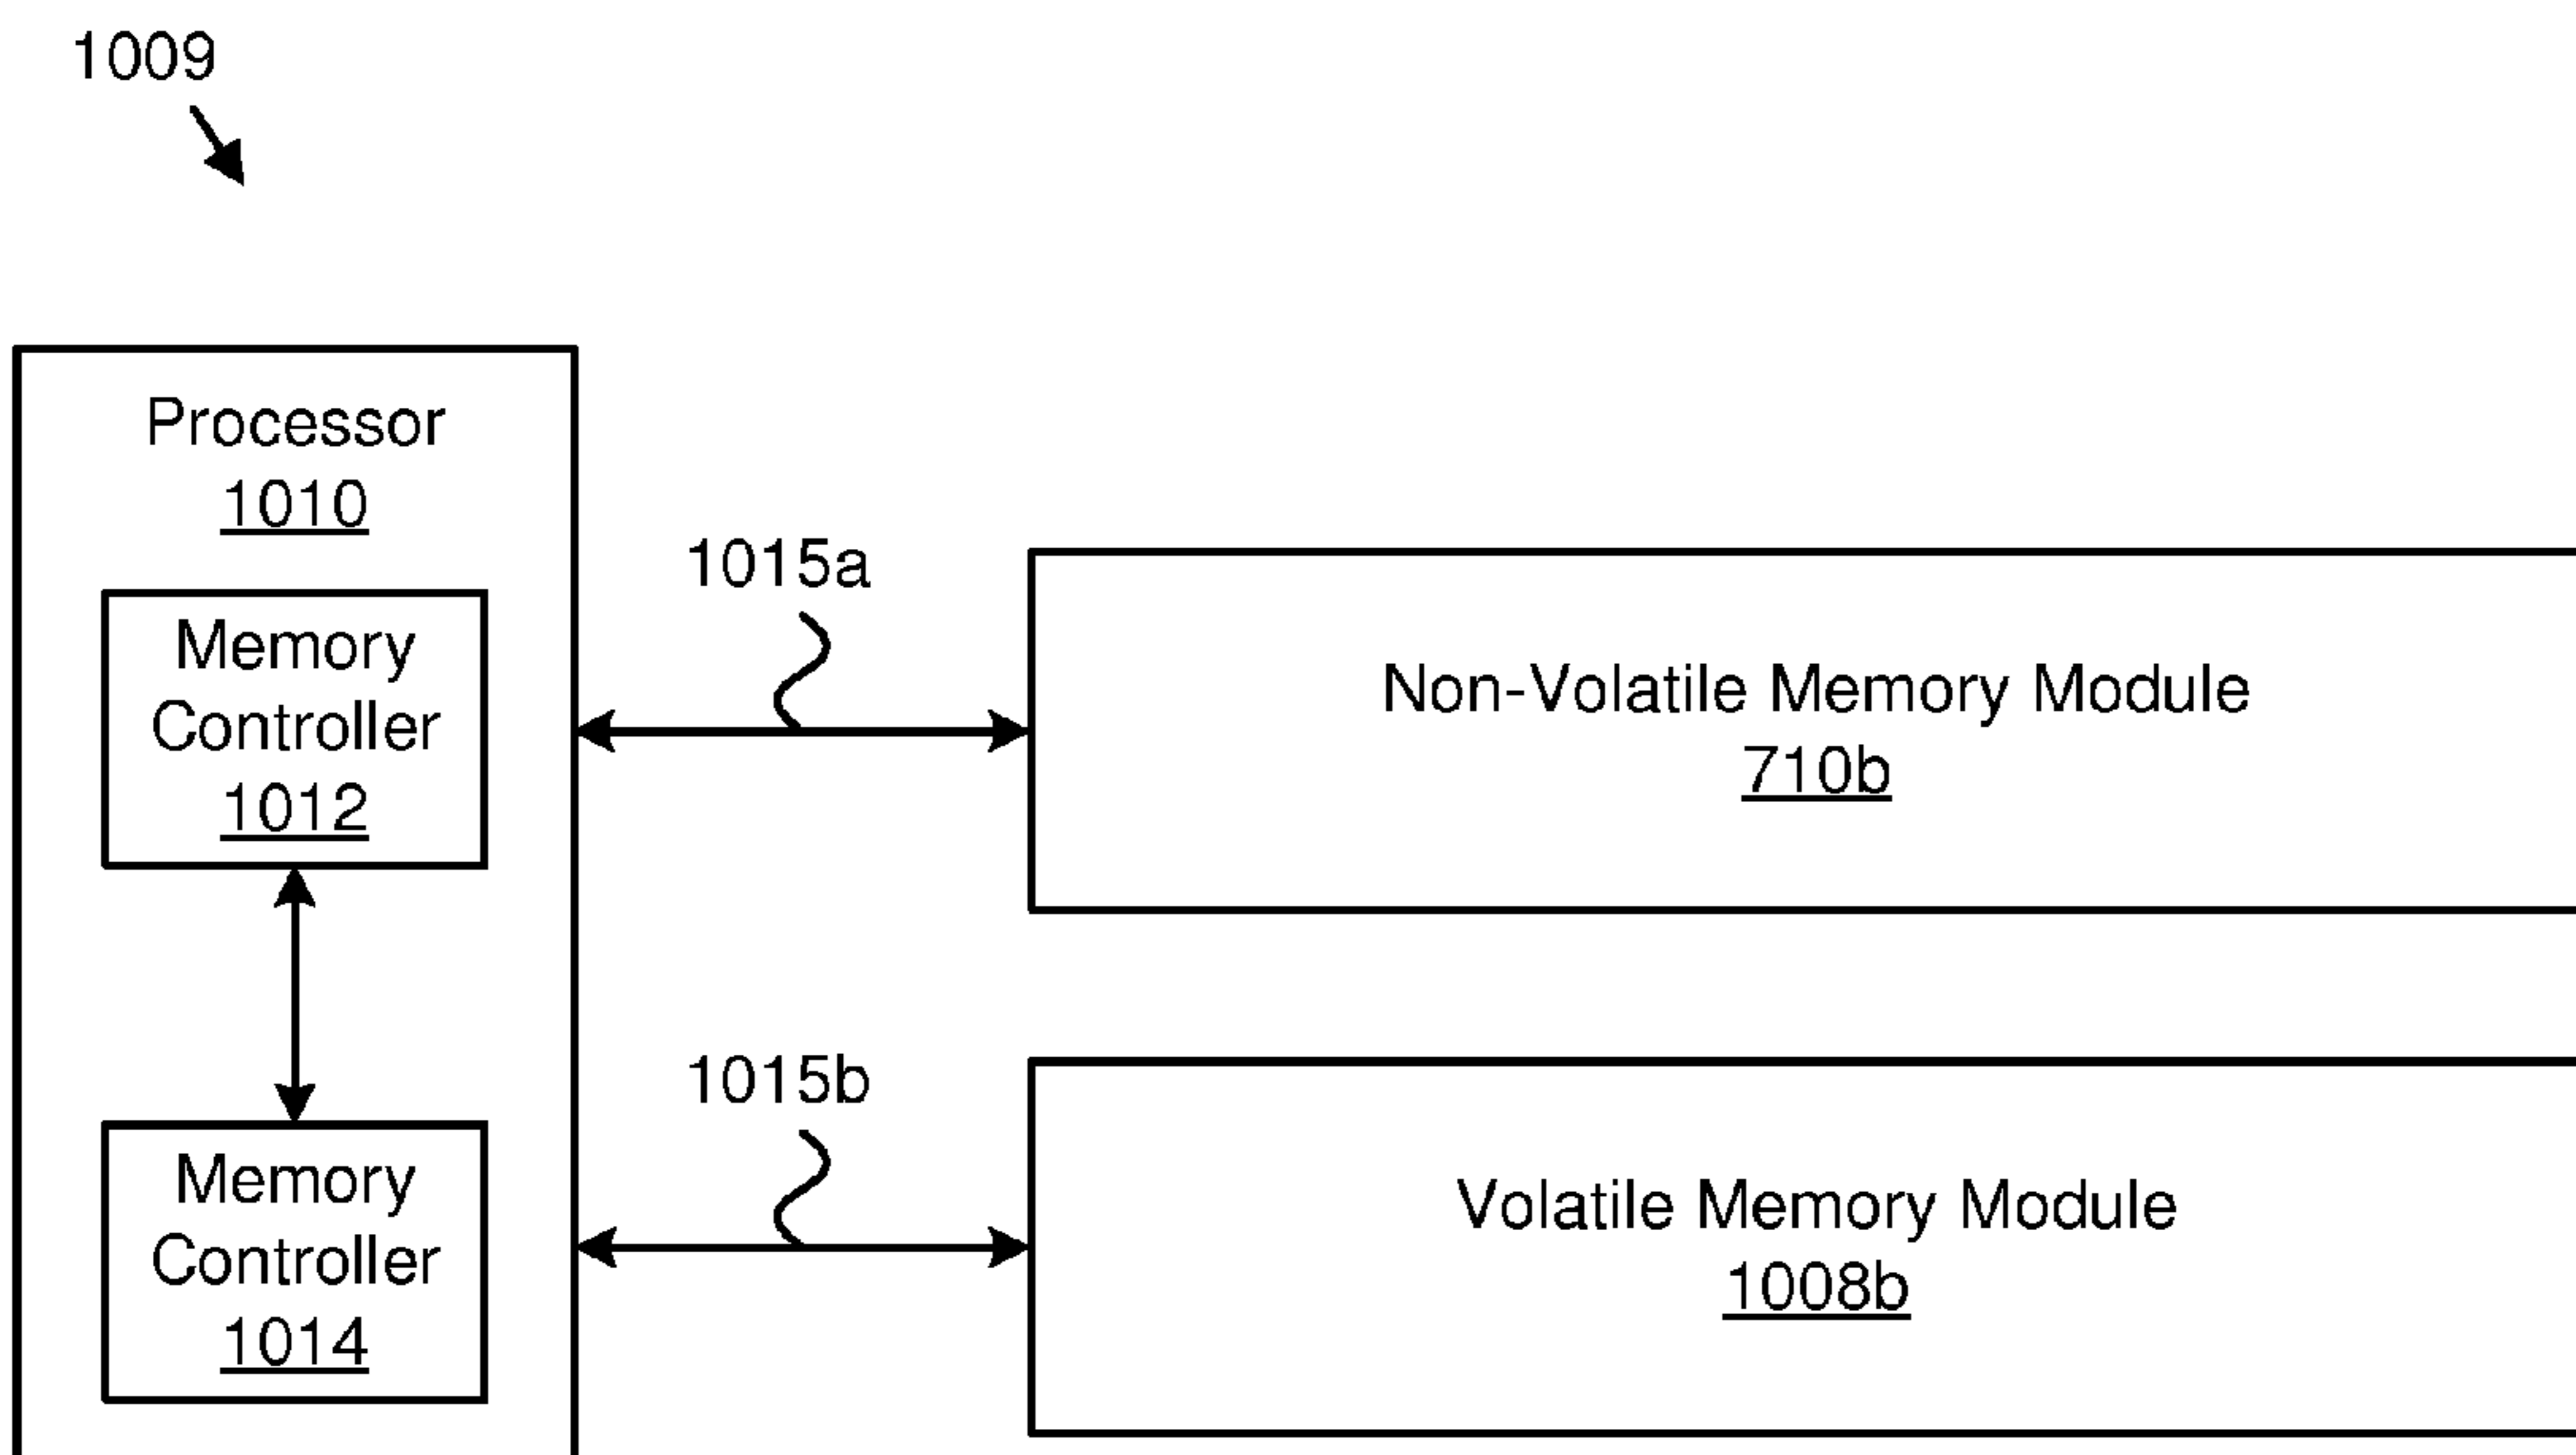 1009
Processor
1010
Memory
Controller
1012
1015a
Non-Volatile Memory Module
710b
1015b
Memory
Controller
1014
Volatile Memory Module
1008b